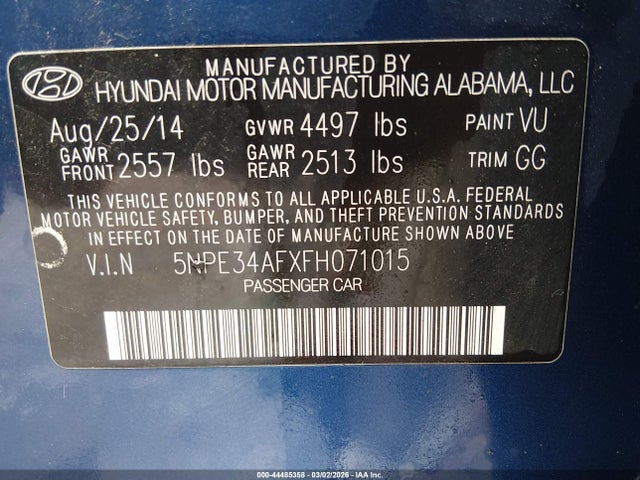 MANUFACTURED BY
HYUNDAI MOTOR MANUFACTURING ALABAMA, LLC
Aug/25/14 GVWR 4497 lbs PAINT VU
GAWR FRONT 2557 lbs GAWR REAR 2513 lbs TRIM GG
THIS VEHICLE CONFORMS TO ALL APPLICABLE U.S.A. FEDERAL
MOTOR VEHICLE SAFETY, BUMPER, AND THEFT PREVENTION STANDARDS
IN EFFECT ON THE DATE OF MANUFACTURE SHOWN ABOVE.
V.I.N 5NPE34AFXFH071015
PASSENGER CAR
000-44485358 - 03/02/2026 - IAA Inc.